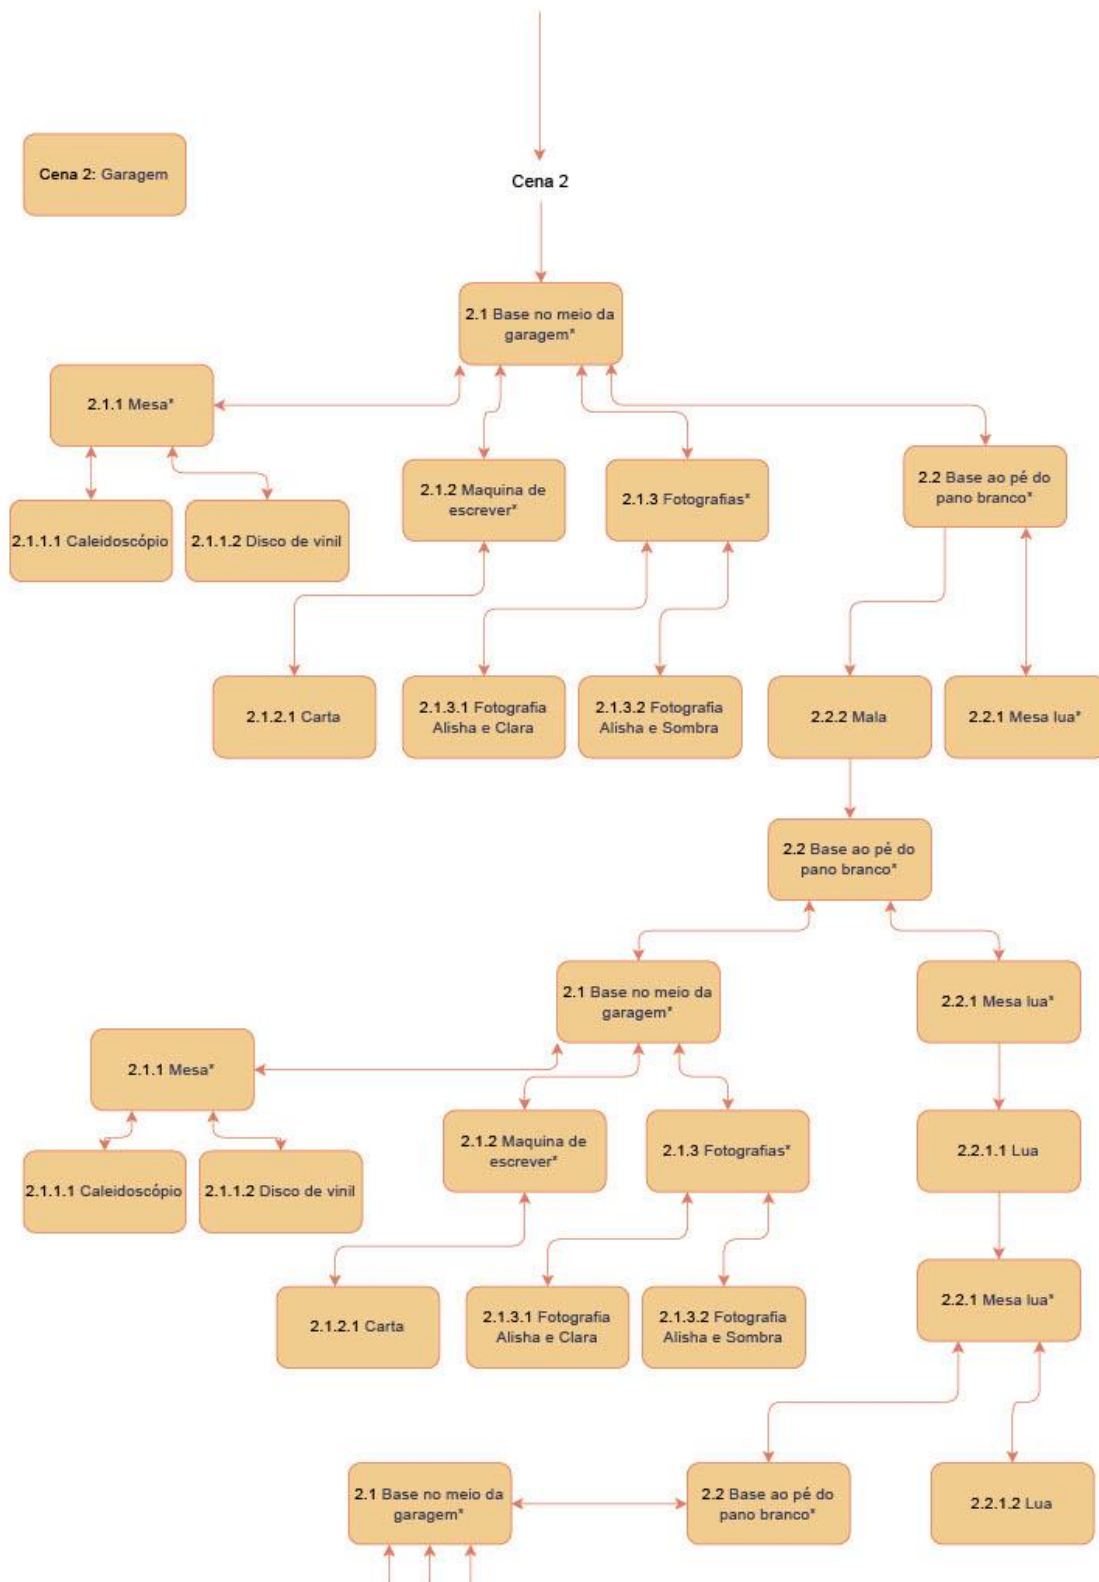 Cena 2: Garagem
Cena 2
2.1 Base no meio da
garagem*
2.1.1 Mesa*
2.1.2 Maquina de
escrever*
2.1.3 Fotografias*
2.2 Base ao pé do
pano branco*
2.1.1.1 Caleidoscópio
2.1.1.2 Disco de vinil
2.1.2.1 Carta
2.1.3.1 Fotografia
Alisha e Clara
2.1.3.2 Fotografia
Alisha e Sombra
2.2.2 Mala
2.2.1 Mesa lua*
2.2 Base ao pé do
pano branco*
2.1 Base no meio da
garagem*
2.2.1 Mesa lua*
2.1.1 Mesa*
2.1.2 Maquina de
escrever*
2.1.3 Fotografias*
2.2.1.1 Lua
2.1.1.1 Caleidoscópio
2.1.1.2 Disco de vinil
2.1.2.1 Carta
2.1.3.1 Fotografia
Alisha e Clara
2.1.3.2 Fotografia
Alisha e Sombra
2.2.1 Mesa lua*
2.1 Base no meio da
garagem*
2.2 Base ao pé do
pano branco*
2.2.1.2 Lua